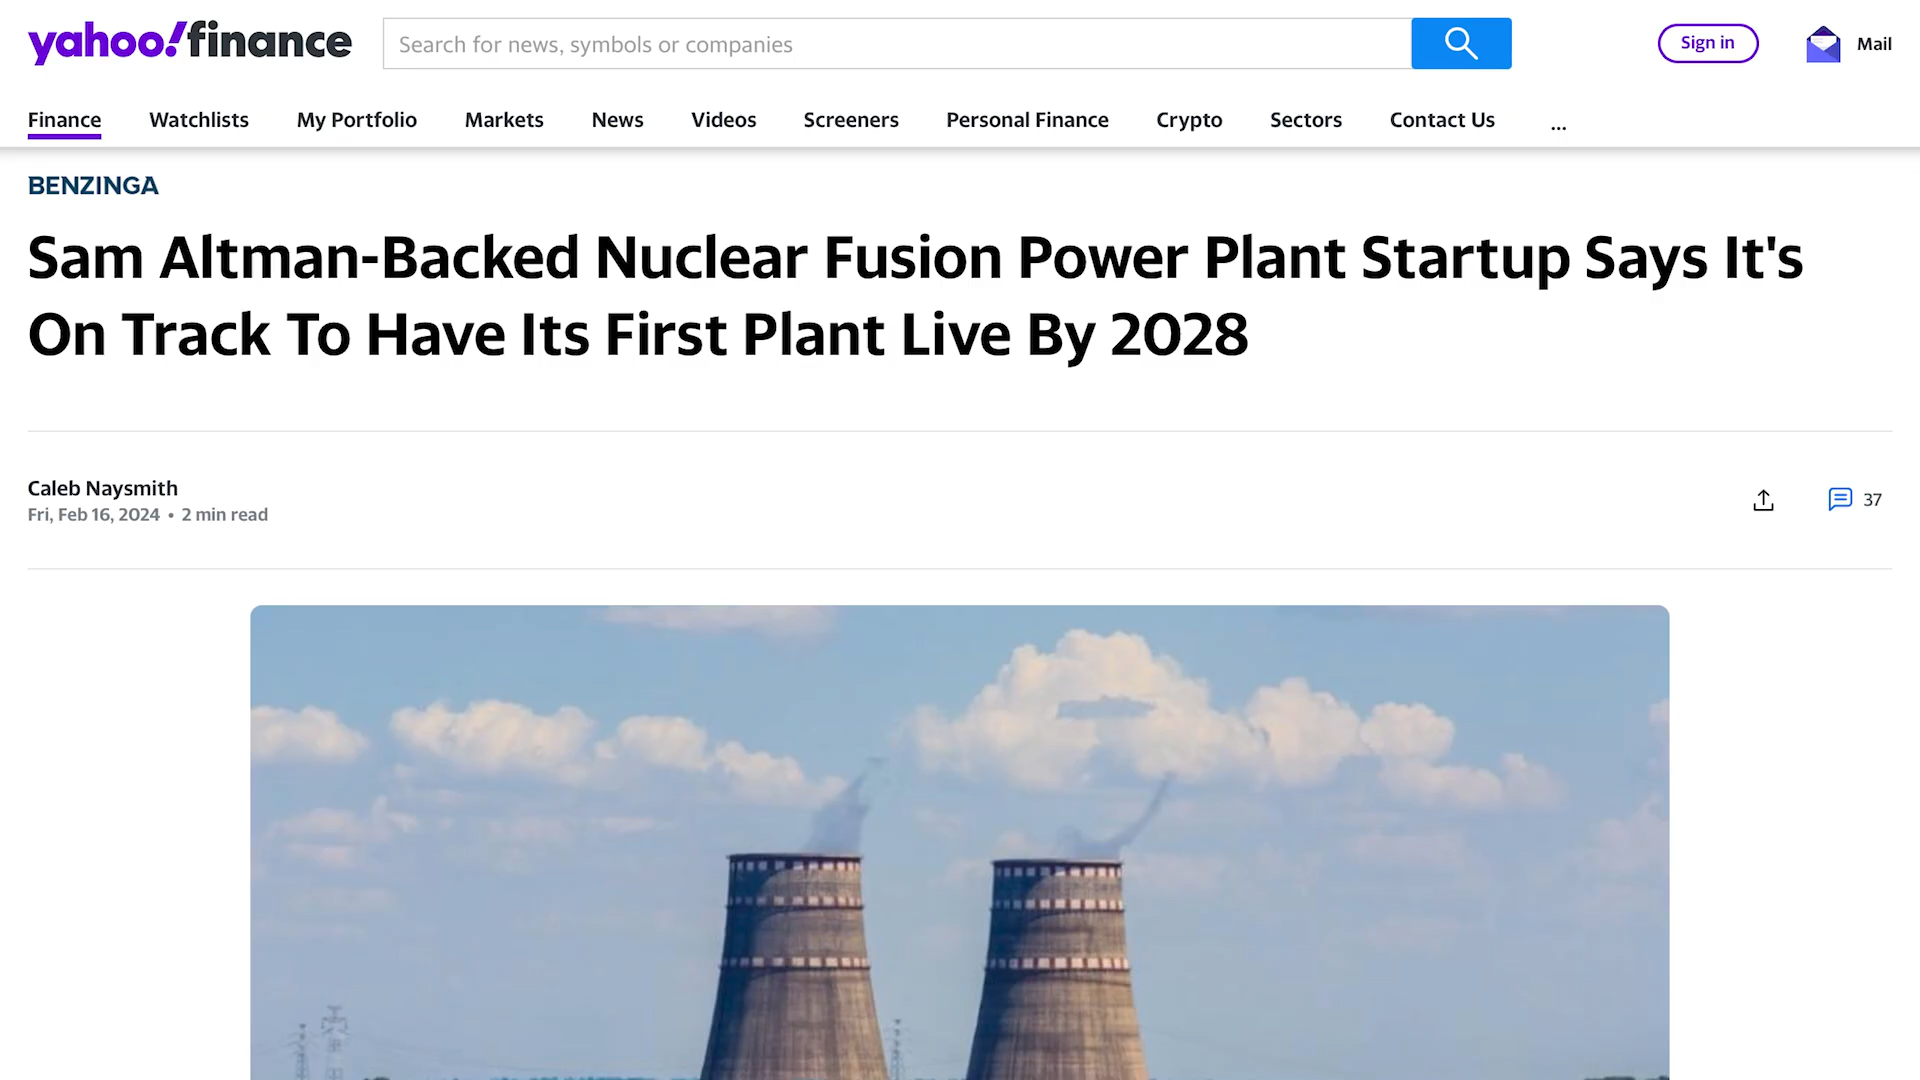 yahoo!finance
Search for news, symbols or companies
Sign in
Mail
Finance Watchlists My Portfolio Markets News Videos Screeners Personal Finance Crypto Sectors Contact Us ...
BENZINGA
Sam Altman-Backed Nuclear Fusion Power Plant Startup Says It's
On Track To Have Its First Plant Live By 2028
Caleb Naysmith
Fri, Feb 16, 2024 • 2 min read
37